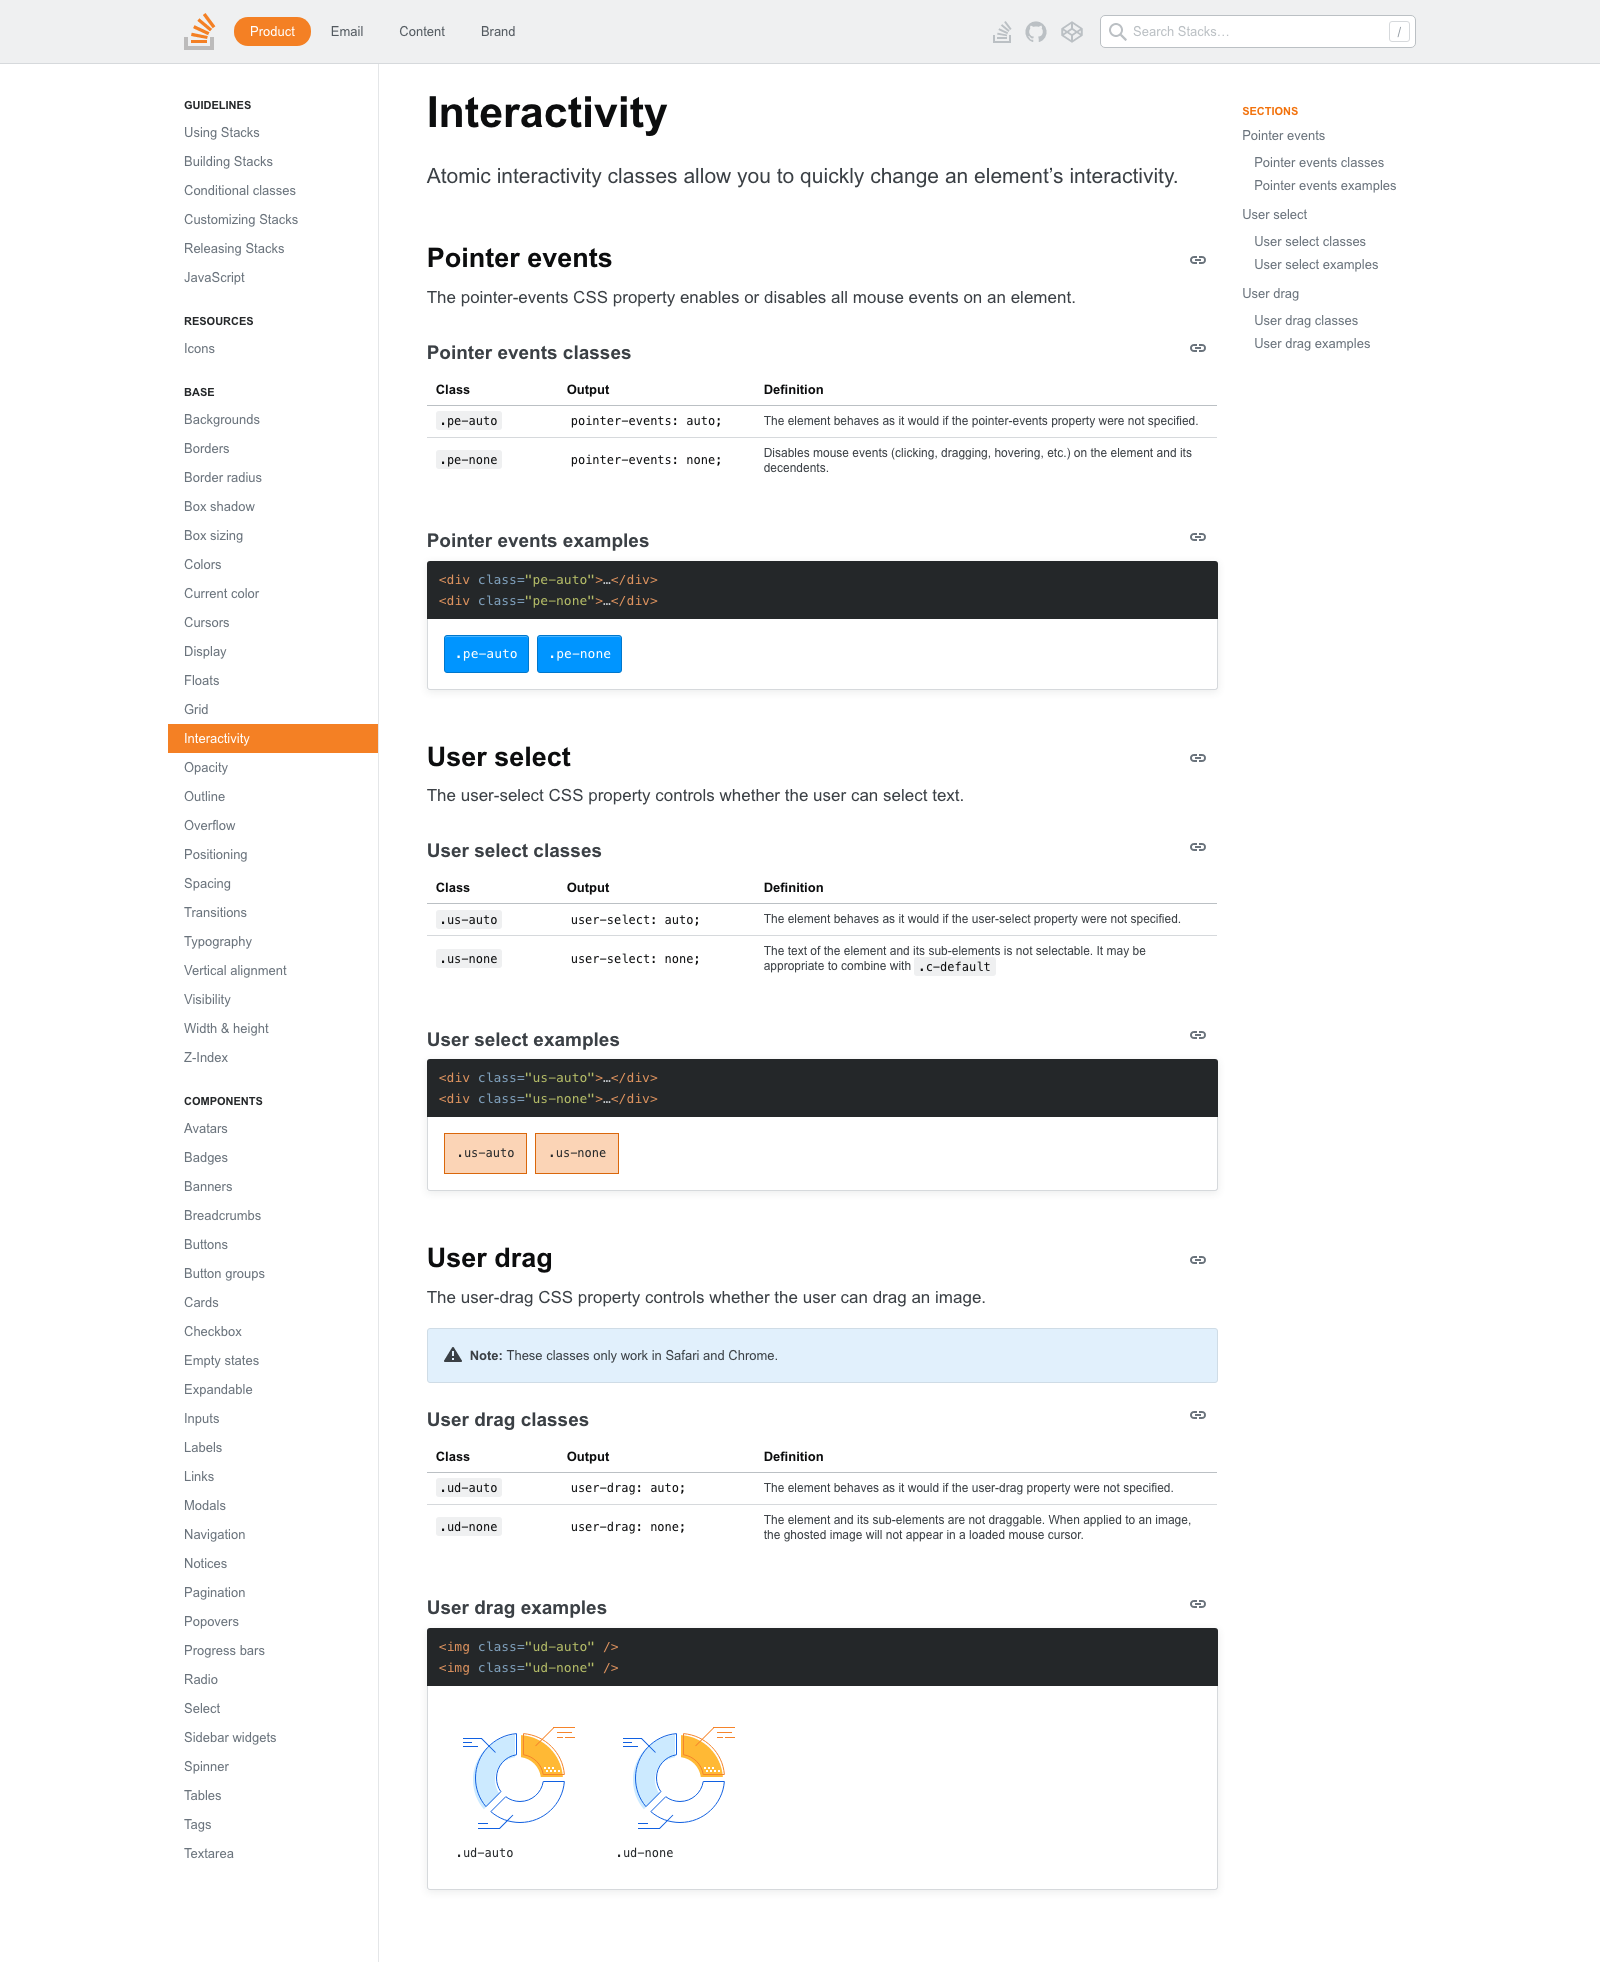 Product
Email
Content
Brand
Search Stacks…
/
GUIDELINES
Using Stacks
Building Stacks
Conditional classes
Customizing Stacks
Releasing Stacks
JavaScript
RESOURCES
Icons
BASE
Backgrounds
Borders
Border radius
Box shadow
Box sizing
Colors
Current color
Cursors
Display
Floats
Grid
Interactivity
Opacity
Outline
Overflow
Positioning
Spacing
Transitions
Typography
Vertical alignment
Visibility
Width & height
Z-Index
COMPONENTS
Avatars
Badges
Banners
Breadcrumbs
Buttons
Button groups
Cards
Checkbox
Empty states
Expandable
Inputs
Labels
Links
Modals
Navigation
Notices
Pagination
Popovers
Progress bars
Radio
Select
Sidebar widgets
Spinner
Tables
Tags
Textarea
Interactivity
Atomic interactivity classes allow you to quickly change an element’s interactivity.
Pointer events
The pointer-events CSS property enables or disables all mouse events on an element.
Pointer events classes
Class Output Definition
.pe-auto pointer-events: auto; The element behaves as it would if the pointer-events property were not specified.
.pe-none pointer-events: none; Disables mouse events (clicking, dragging, hovering, etc.) on the element and its
decendents.
Pointer events examples
<div class="pe-auto">…</div>
<div class="pe-none">…</div>
.pe-auto .pe-none
User select
The user-select CSS property controls whether the user can select text.
User select classes
Class Output Definition
.us-auto user-select: auto; The element behaves as it would if the user-select property were not specified.
.us-none user-select: none; The text of the element and its sub-elements is not selectable. It may be
appropriate to combine with .c-default
User select examples
<div class="us-auto">…</div>
<div class="us-none">…</div>
.us-auto .us-none
User drag
The user-drag CSS property controls whether the user can drag an image.
Note: These classes only work in Safari and Chrome.
User drag classes
Class Output Definition
.ud-auto user-drag: auto; The element behaves as it would if the user-drag property were not specified.
.ud-none user-drag: none; The element and its sub-elements are not draggable. When applied to an image,
the ghosted image will not appear in a loaded mouse cursor.
User drag examples
<img class="ud-auto" />
<img class="ud-none" />
.ud-auto .ud-none
SECTIONS
Pointer events
Pointer events classes
Pointer events examples
User select
User select classes
User select examples
User drag
User drag classes
User drag examples